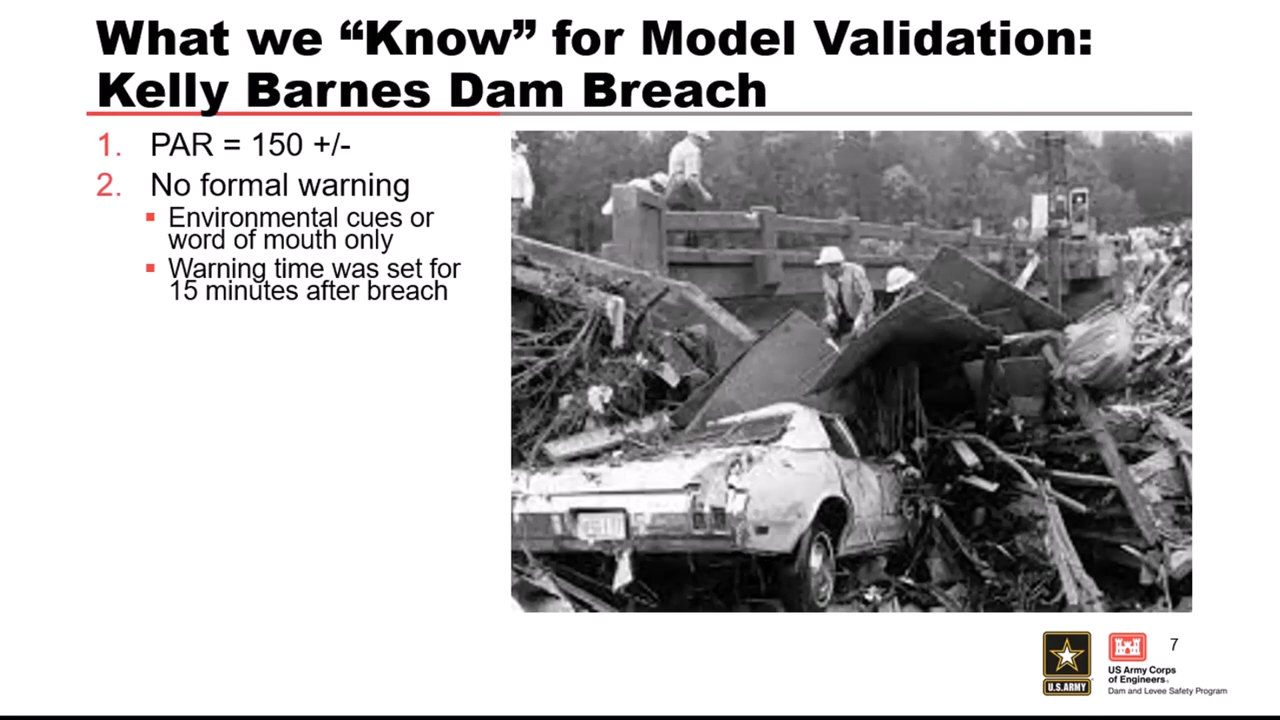 What we “Know” for Model Validation:
Kelly Barnes Dam Breach
1. PAR = 150 +/-
2. No formal warning
▪ Environmental cues or
word of mouth only
▪ Warning time was set for
15 minutes after breach
U.S.ARMY
US Army Corps
of Engineers®
Dam and Levee Safety Program
7